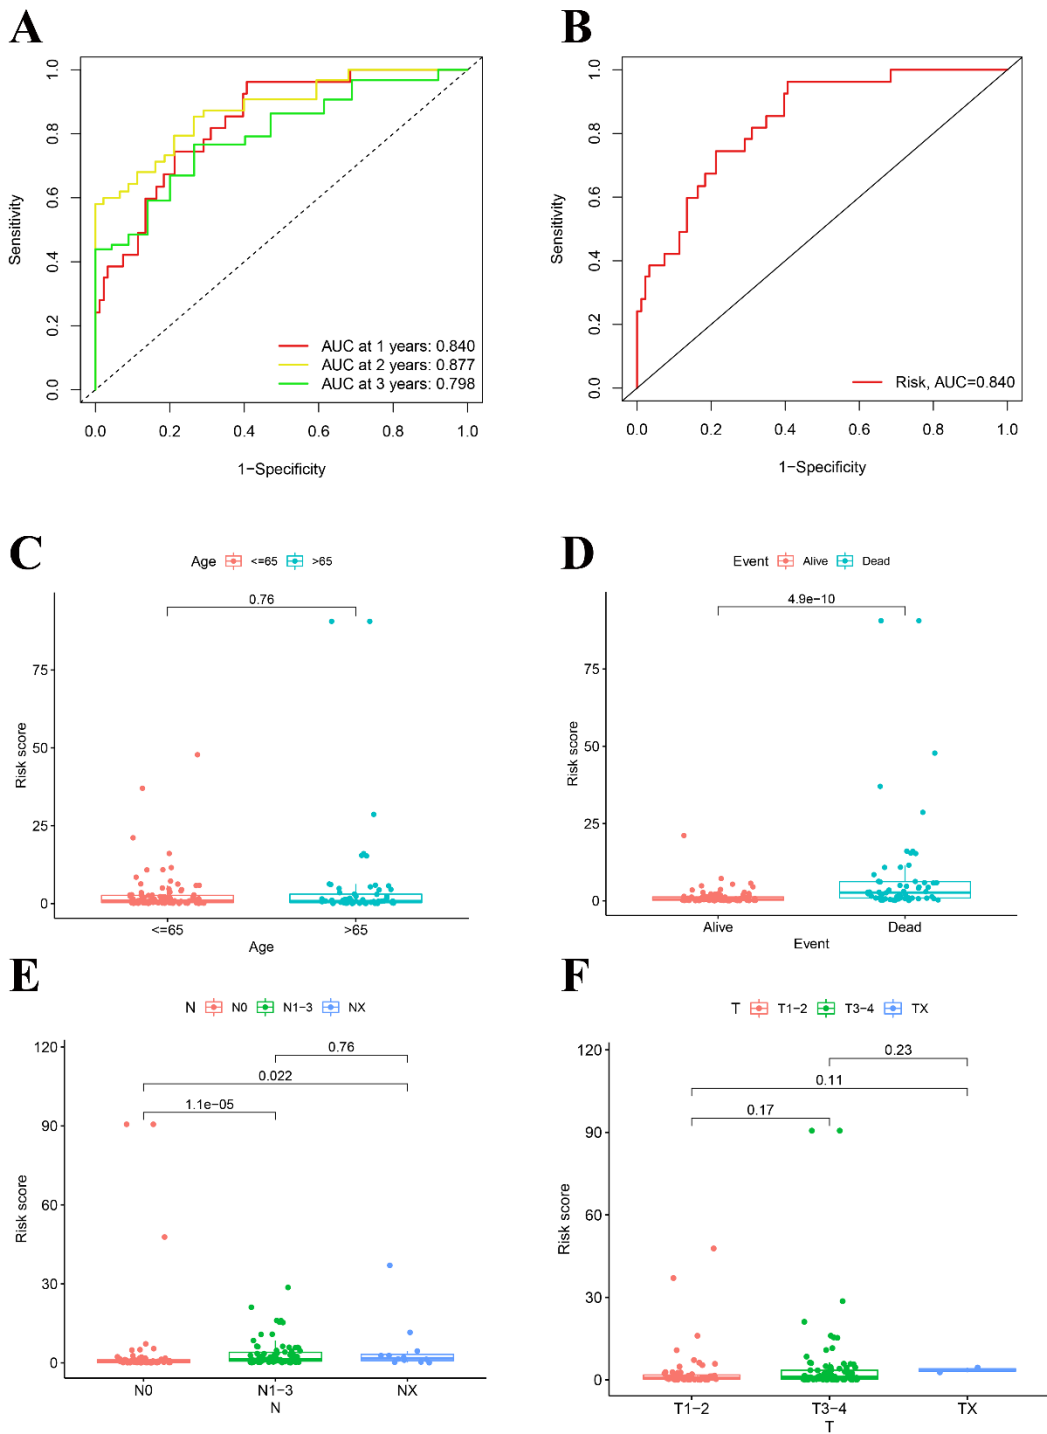 A
B
1.0
0.8
0.6
0.4
0.2
0.0
Sensitivity
AUC at 1 years: 0.840
AUC at 2 years: 0.877
AUC at 3 years: 0.798
0.0 0.2 0.4 0.6 0.8 1.0
1−Specificity
1.0
0.8
0.6
0.4
0.2
0.0
Sensitivity
Risk, AUC=0.840
0.0 0.2 0.4 0.6 0.8 1.0
1−Specificity
C
Age <=65 >65
0.76
75
50
25
0
Risk score
<=65 >65
Age
D
Event Alive Dead
4.9e−10
75
50
25
0
Risk score
Alive Dead
Event
E
N N0 N1−3 NX
0.76
0.022
1.1e−05
120
90
60
30
0
Risk score
N0 N1−3 NX
N
F
T T1−2 T3−4 TX
0.23
0.11
0.17
120
90
60
30
0
Risk score
T1−2 T3−4 TX
T